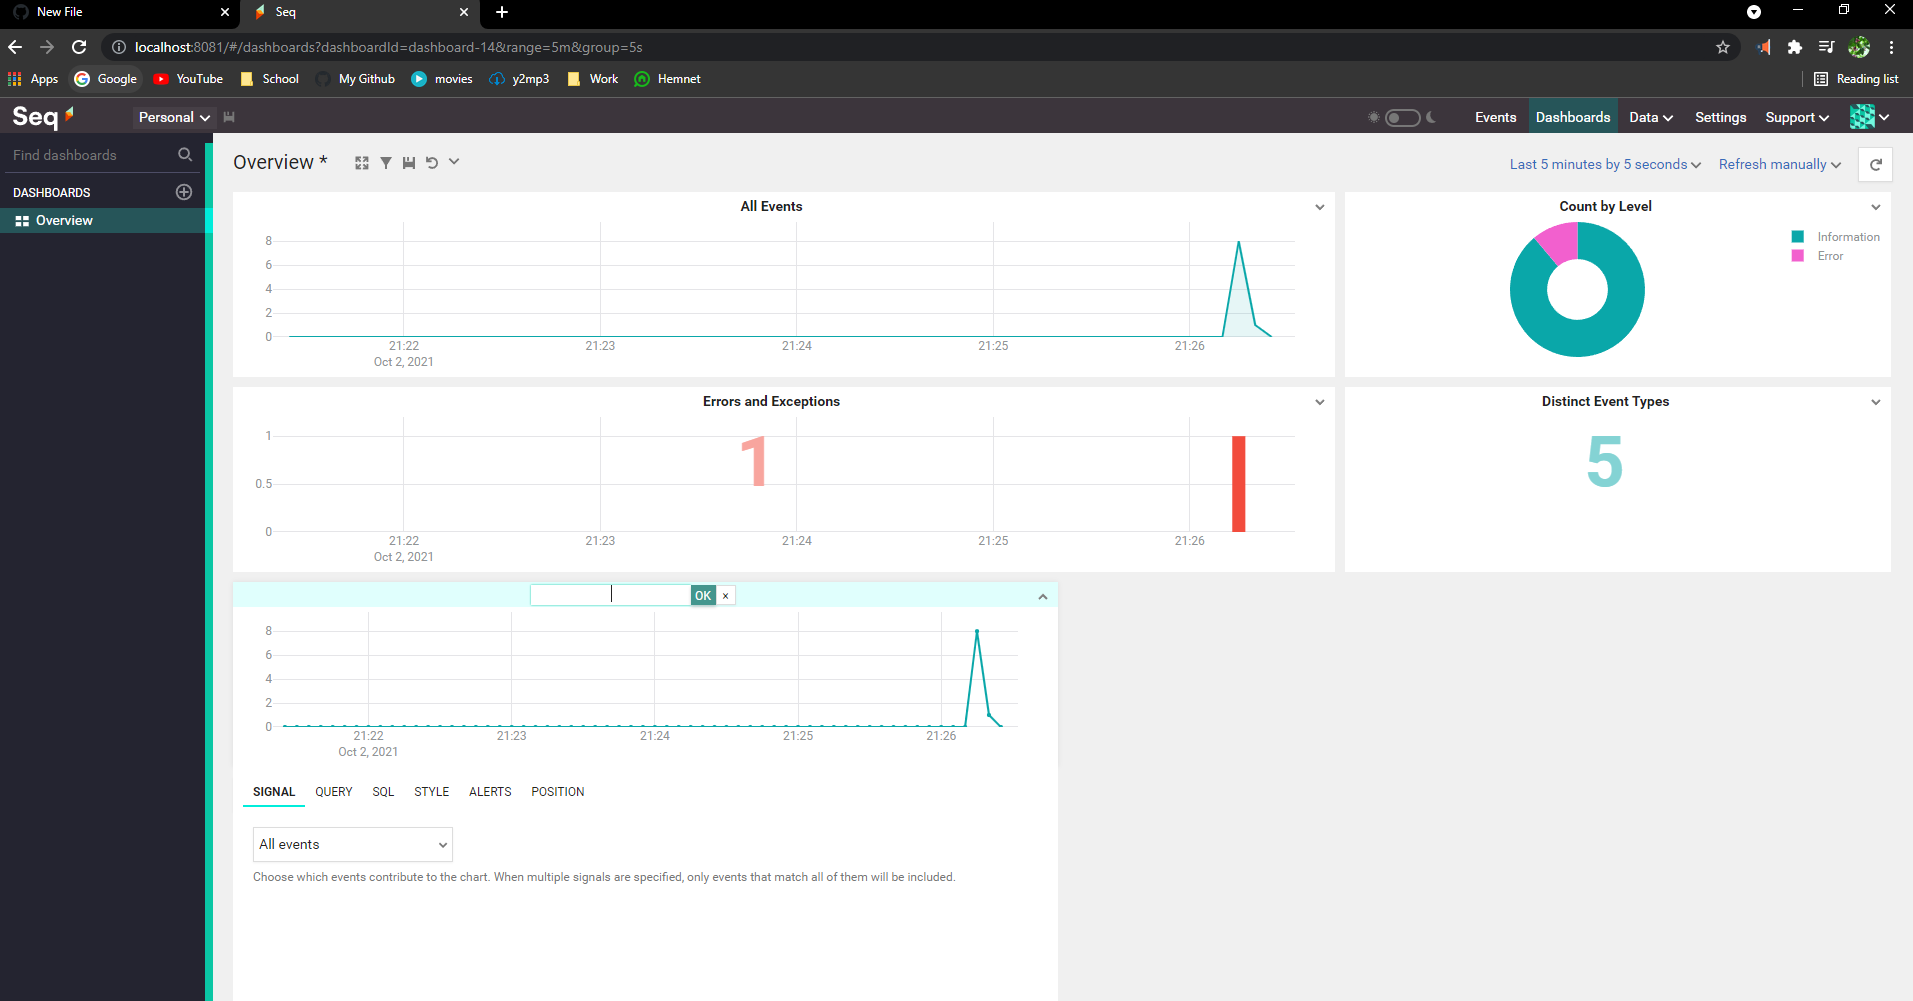 New File
Seq
localhost:8081/#/dashboards?dashboardId=dashboard-14&range=5m&group=5s
Apps Google YouTube School My Github movies y2mp3 Work Hemnet Reading list
Seq Personal Events Dashboards Data Settings Support
Find dashboards
DASHBOARDS
Overview
Overview * Last 5 minutes by 5 seconds Refresh manually
All Events
8
6
4
2
0
21:22 21:23 21:24 21:25 21:26
Oct 2, 2021
Count by Level
Information
Error
Errors and Exceptions
1
1
0.5
0
21:22 21:23 21:24 21:25 21:26
Oct 2, 2021
Distinct Event Types
5
OK ×
8
6
4
2
0
21:22 21:23 21:24 21:25 21:26
Oct 2, 2021
SIGNAL QUERY SQL STYLE ALERTS POSITION
All events
Choose which events contribute to the chart. When multiple signals are specified, only events that match all of them will be included.